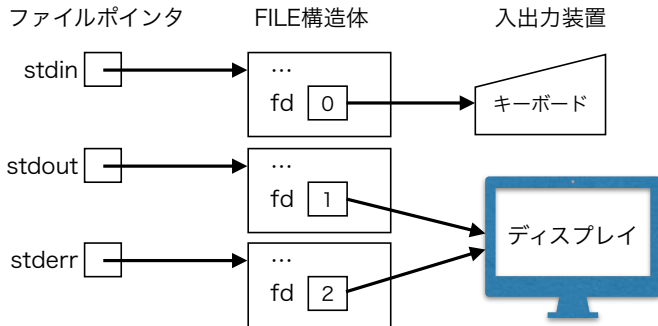 ファイルポインタ FILE構造体 入出力装置
stdin … 
fd 0 キーボード
stdout …
fd 1 ディスプレイ
stderr …
fd 2